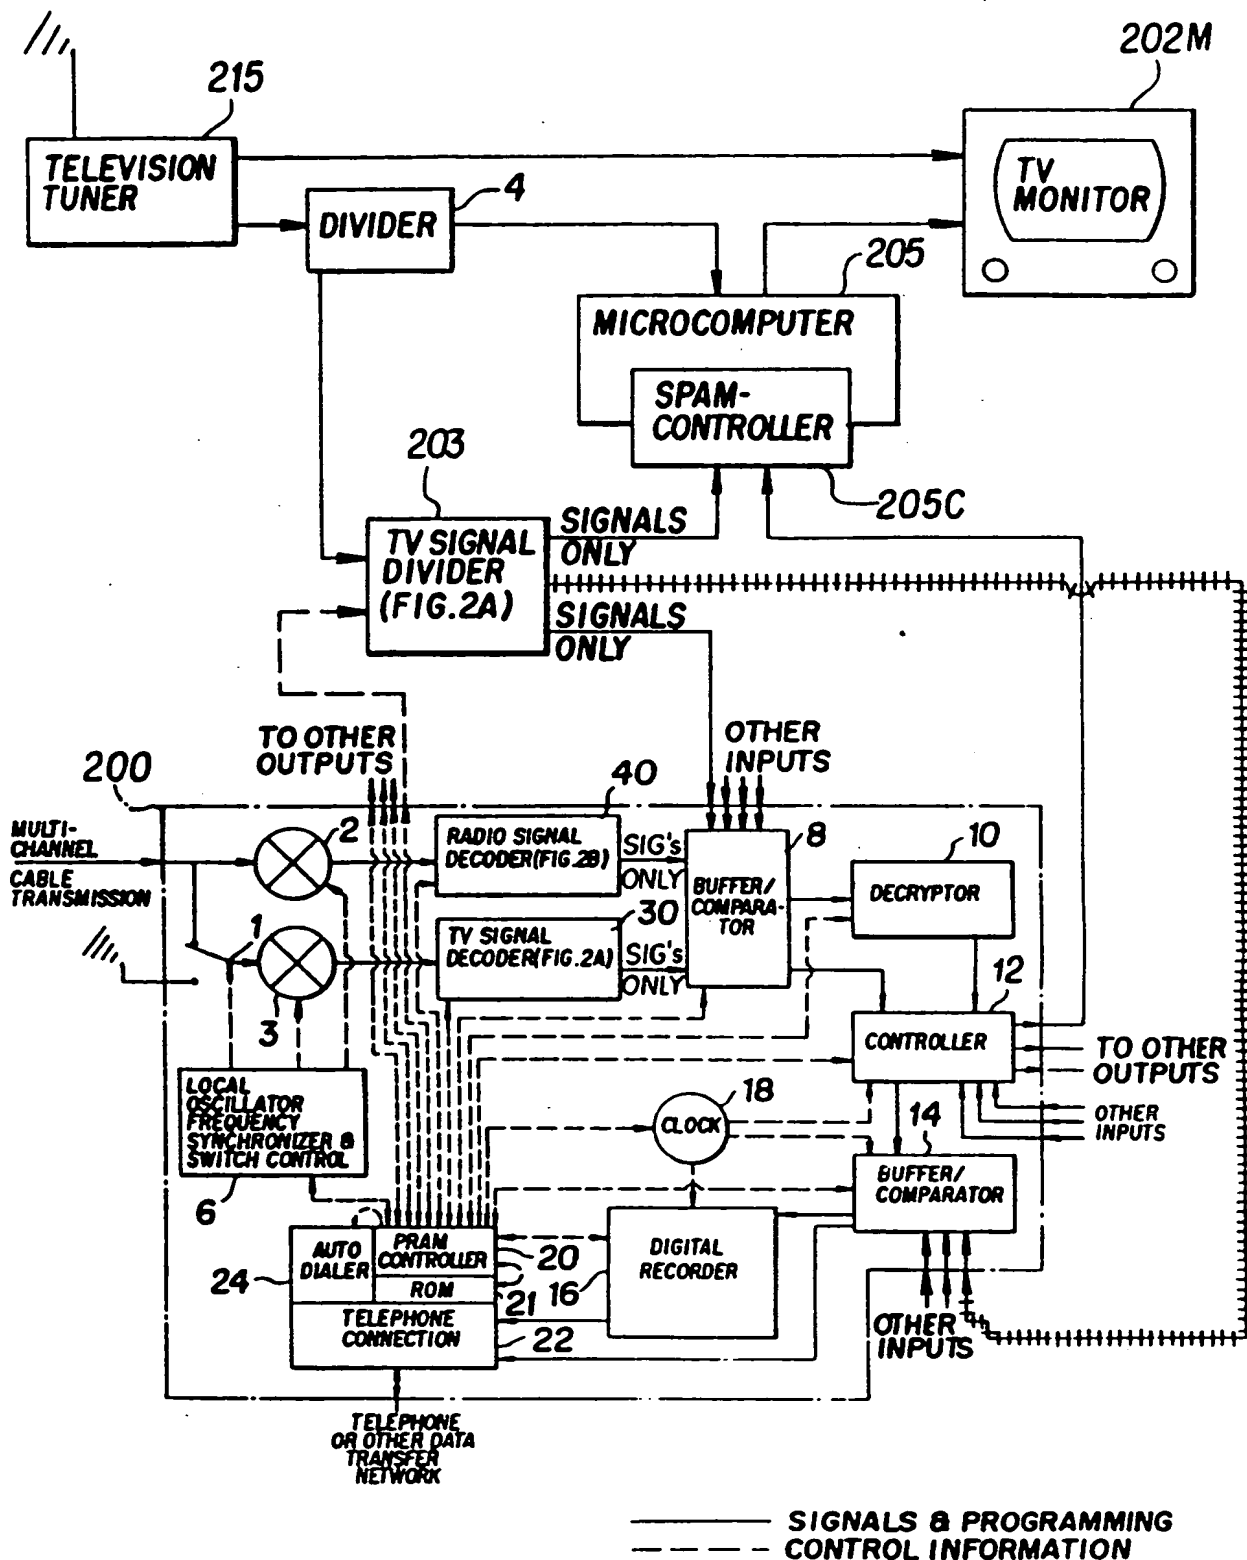 202M
215
TELEVISION
TUNER
TV
MONITOR
4
DIVIDER
205
MICROCOMPUTER
SPAM-
CONTROLLER
203
205C
SIGNALS
ONLY
TV SIGNAL
DIVIDER
(FIG.2A)
SIGNALS
ONLY
TO OTHER
OUTPUTS
OTHER
INPUTS
200
40
MULTI-
CHANNEL
CABLE
TRANSMISSION
2
RADIO SIGNAL
DECODER(FIG.2B)
SIG's
ONLY
8
10
BUFFER/
COMPARA-
TOR
DECRYPTOR
30
1
TV SIGNAL
DECODER(FIG.2A)
SIG's
ONLY
3
12
CONTROLLER
TO OTHER
OUTPUTS
LOCAL
OSCILLATOR
FREQUENCY
SYNCHRONIZER &
SWITCH CONTROL
18
CLOCK
14
OTHER
INPUTS
BUFFER/
COMPARATOR
6
AUTO
DIALER
PRAM
CONTROLLER
20
DIGITAL
RECORDER
24
ROM
21
16
TELEPHONE
CONNECTION
22
OTHER
INPUTS
TELEPHONE
OR OTHER DATA
TRANSFER
NETWORK
SIGNALS & PROGRAMMING
CONTROL INFORMATION